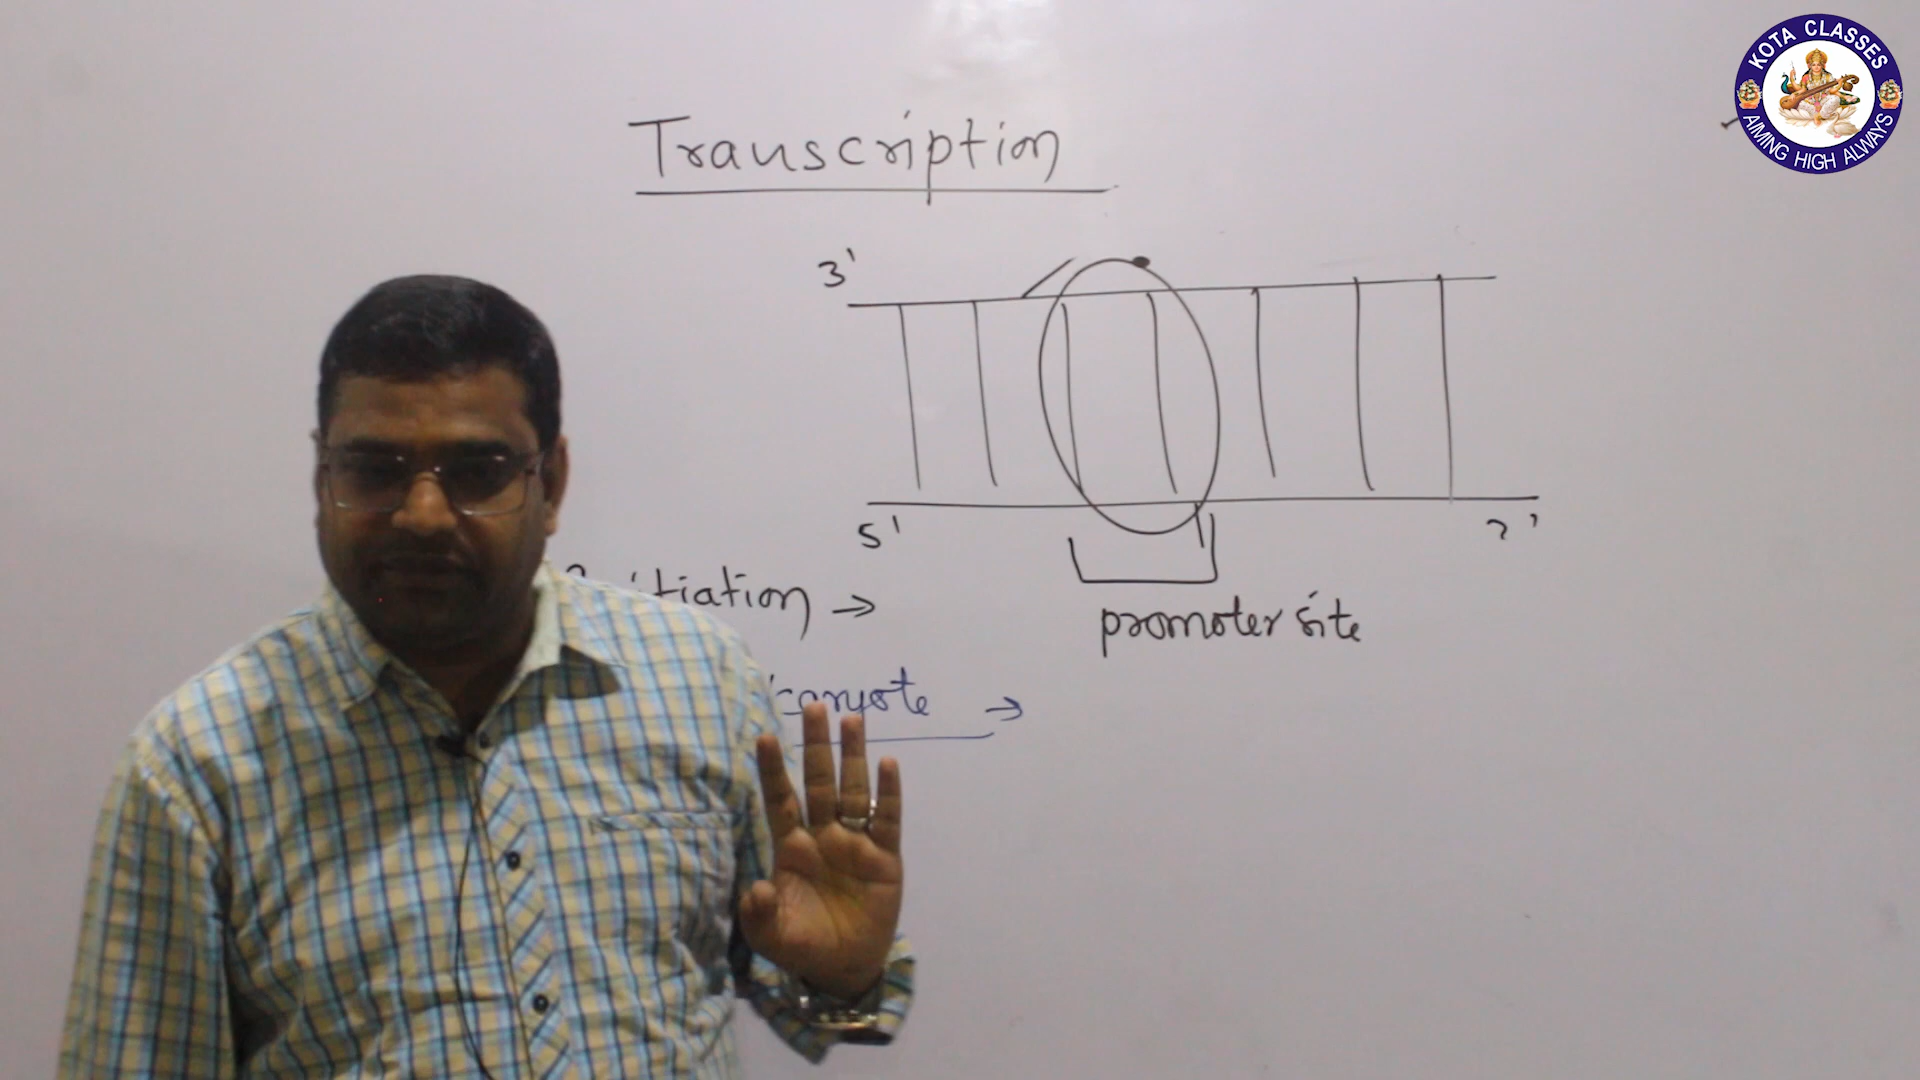 KOTA CLASSES
AIMING HIGH ALWAYS
Transcription
3'
5'
promoter site
→
→